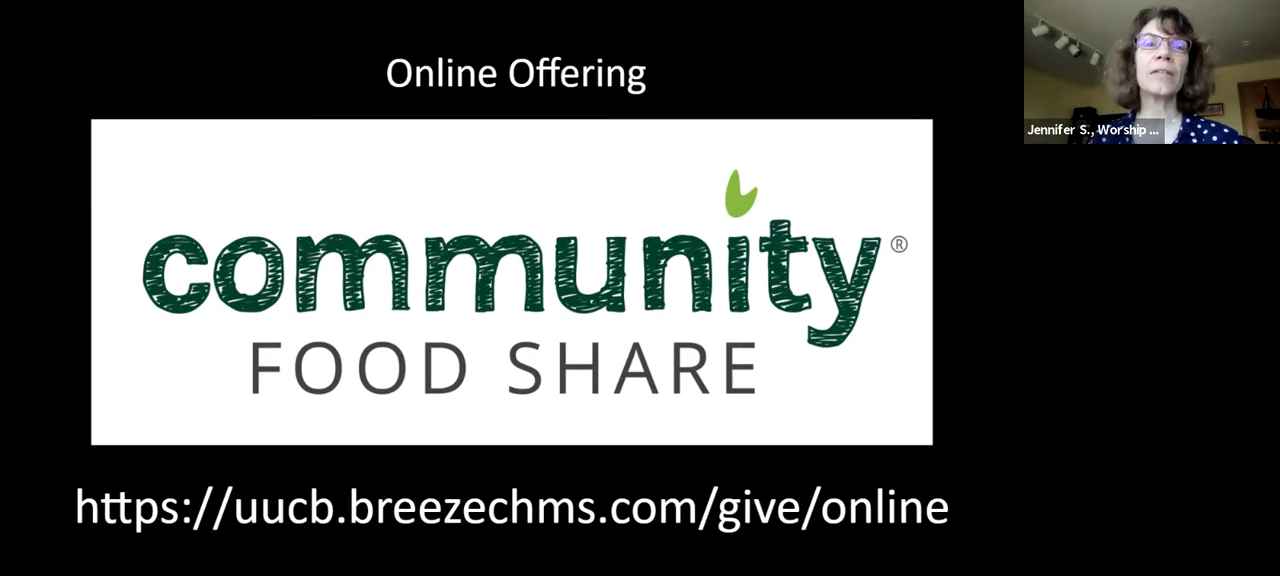 Online Offering
community®
FOOD SHARE
https://uucb.breezechms.com/give/online
Jennifer S., Worship ...